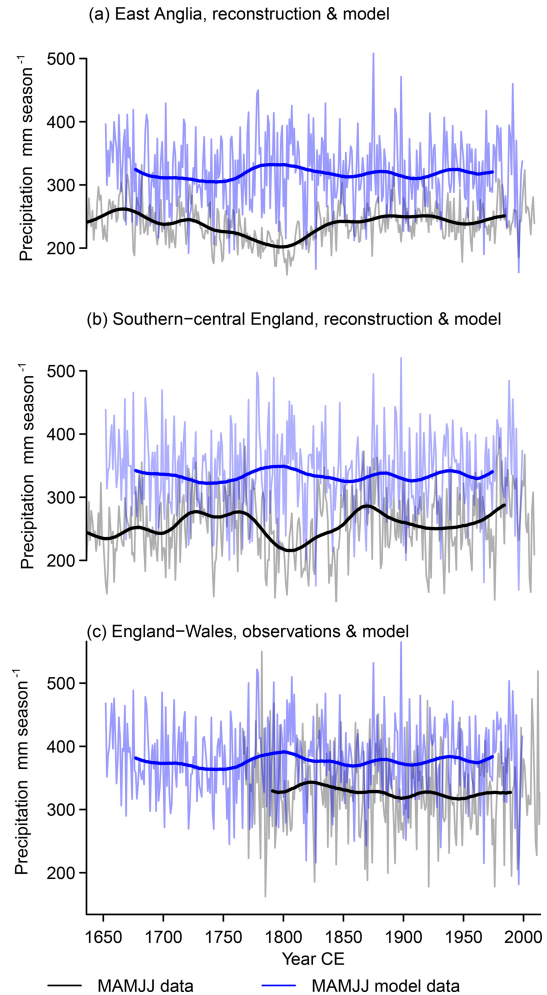 (a) East Anglia, reconstruction & model
Precipitation mm season-1
500
400
300
200
(b) Southern−central England, reconstruction & model
Precipitation mm season-1
500
400
300
200
(c) England−Wales, observations & model
Precipitation mm season-1
500
400
300
200
1650 1700 1750 1800 1850 1900 1950 2000
Year CE
MAMJJ data MAMJJ model data